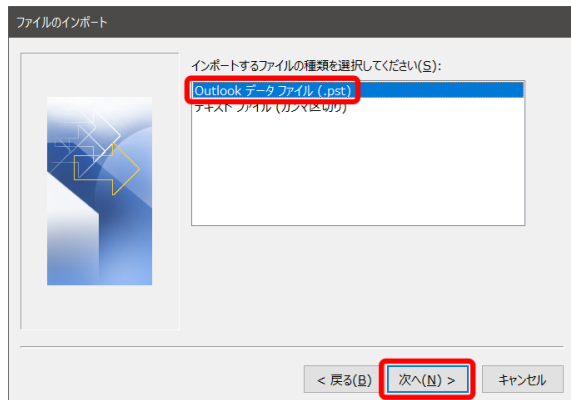 ファイルのインポート
インポートするファイルの種類を選択してください(S):
Outlook データ ファイル (.pst)
テキスト ファイル (カンマ区切り)
< 戻る(B)
次へ(N) >
キャンセル